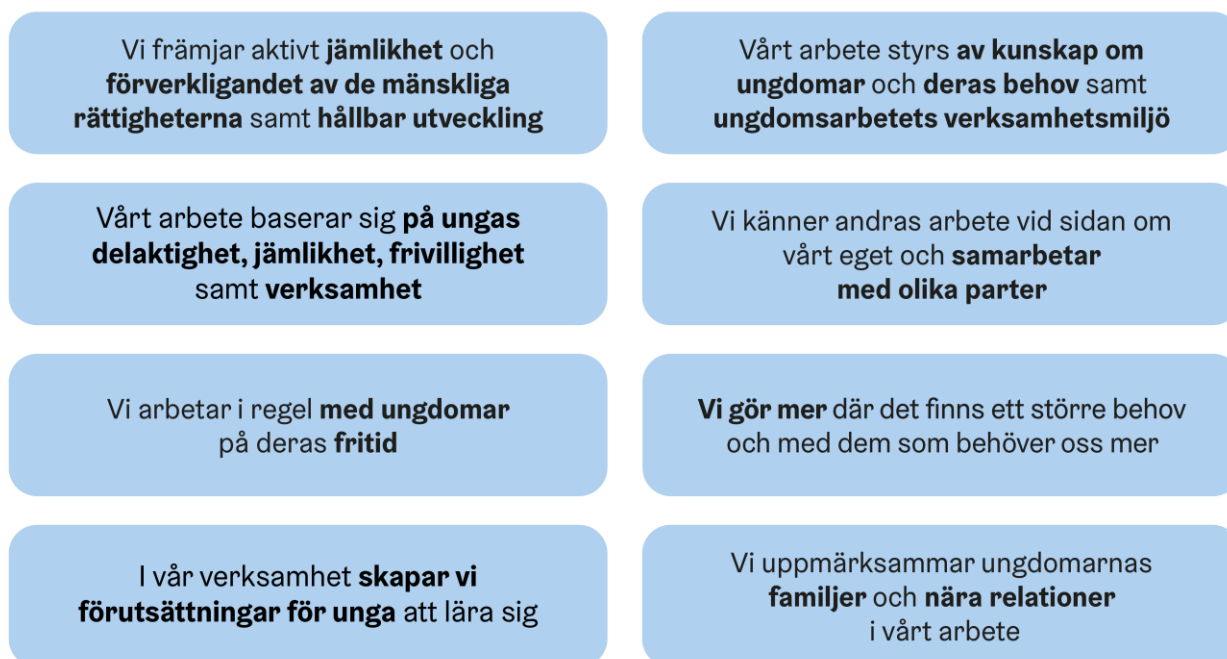 Vi främjar aktivt jämlikhet och
förverkligandet av de mänskliga
rättigheterna samt hållbar utveckling
Vårt arbete styrs av kunskap om
ungdomar och deras behov samt
ungdomsarbetets verksamhetsmiljö
Vårt arbete baserar sig på ungas
delaktighet, jämlikhet, frivillighet
samt verksamhet
Vi känner andras arbete vid sidan om
vårt eget och samarbetar
med olika parter
Vi arbetar i regel med ungdomar
på deras fritid
Vi gör mer där det finns ett större behov
och med dem som behöver oss mer
I vår verksamhet skapar vi
förutsättningar för unga att lära sig
Vi uppmärksammar ungdomarnas
familjer och nära relationer
i vårt arbete